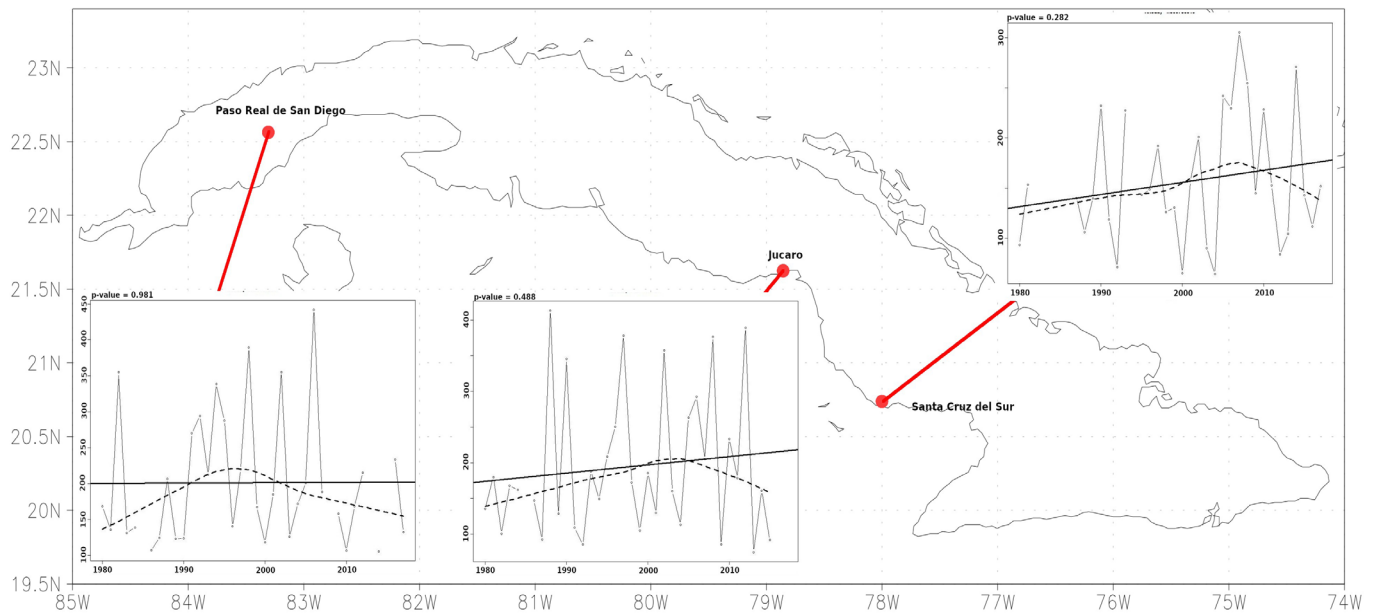 p-value = 0.282
300
200
100
1980 1990 2000 2010
23N
22.5N
22N
21.5N
21N
20.5N
20N
19.5N
Paso Real de San Diego
Jucaro
Santa Cruz del Sur
p-value = 0.981
450
400
350
300
250
200
150
100
1980 1990 2000 2010
p-value = 0.488
400
300
200
100
1980 1990 2000 2010
85W 84W 83W 82W 81W 80W 79W 78W 77W 76W 75W 74W